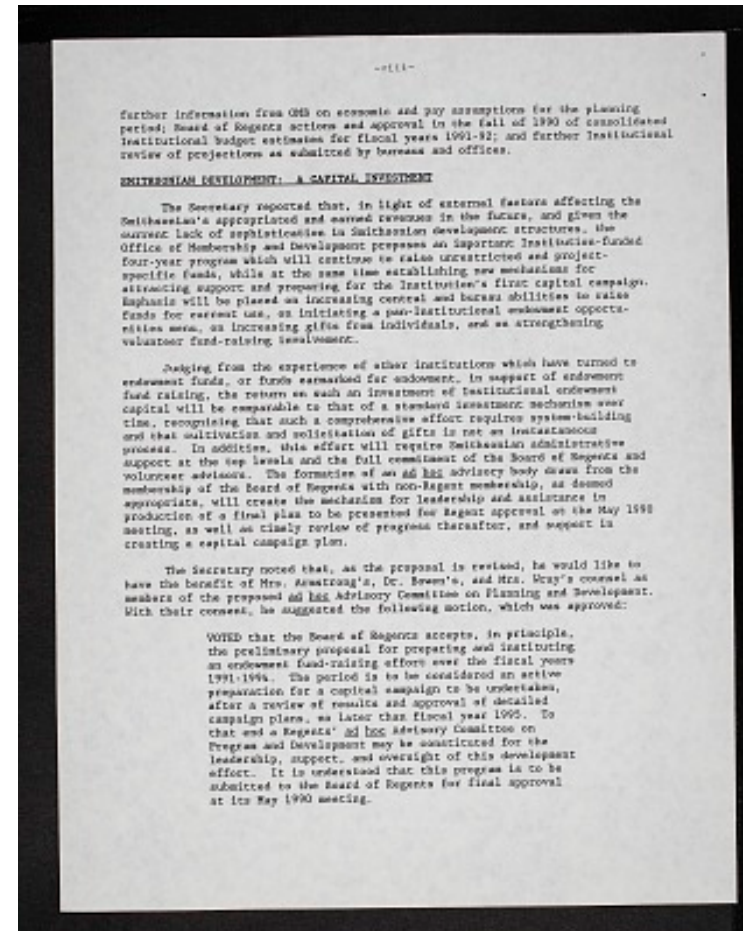 further information from OMB on economic and pay assumptions for the planning
period; Board of Regents actions and approval in the fall of 1990 of consolidated
Institutional budget estimates for fiscal years 1991-92; and further Institutional
review of projections as submitted by bureaus and offices.
SMITHSONIAN DEVELOPMENT: A CAPITAL INVESTMENT
The Secretary reported that, in light of external factors affecting the
Smithsonian's appropriated and earned revenues in the future, and given the
current lack of sophistication in Smithsonian development structures, the
Office of Membership and Development proposes an important Institution-funded
four-year program which will continue to raise unrestricted and project-
specific funds, while at the same time establishing new mechanisms for
attracting support and preparing for the Institution's first capital campaign.
Emphasis will be placed on increasing central and bureau abilities to raise
funds for current use, on initiating a pan-Institutional endowment opportu-
nities menu, on increasing gifts from individuals, and on strengthening
volunteer fund-raising involvement.
Judging from the experience of other institutions which have turned to
endowment funds, or funds earmarked for endowment, in support of endowment
fund raising, the return on such an investment of Institutional endowment
capital will be comparable to that of a standard investment mechanism over
time, recognizing that such a comprehensive effort requires system-building
and that cultivation and solicitation of gifts is not an instantaneous
process. In addition, this effort will require Smithsonian administrative
support at the top levels and the full commitment of the Board of Regents and
volunteer advisors. The formation of an ad hoc advisory body drawn from the
membership of the Board of Regents with non-Regent membership, as deemed
appropriate, will create the mechanism for leadership and assistance in
production of a final plan to be presented for Regent approval at the May 1990
meeting, as well as timely review of progress thereafter, and support in
creating a capital campaign plan.
The Secretary noted that, as the proposal is revised, he would like to
have the benefit of Mrs. Armstrong's, Dr. Bowen's, and Mrs. Wray's counsel as
members of the proposed ad hoc Advisory Committee on Planning and Development.
With their consent, he suggested the following motion, which was approved:
VOTED that the Board of Regents accepts, in principle,
the preliminary proposal for preparing and instituting
an endowment fund-raising effort over the fiscal years
1991-1994. The period is to be considered an active
preparation for a capital campaign to be undertaken,
after a review of results and approval of detailed
campaign plans, no later than fiscal year 1995. To
that end a Regents' ad hoc Advisory Committee on
Program and Development may be constituted for the
leadership, support, and oversight of this development
effort. It is understood that this program is to be
submitted to the Board of Regents for final approval
at its May 1990 meeting.